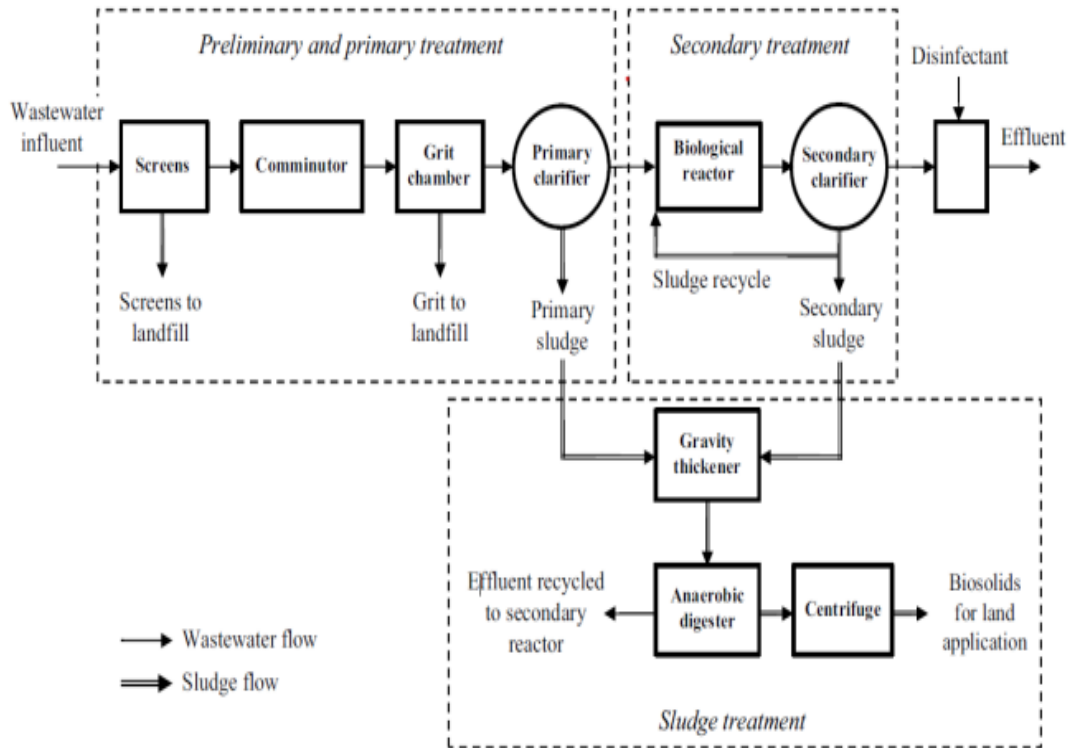 Preliminary and primary treatment
Secondary treatment
Disinfectant
Wastewater
influent
Screens
Comminutor
Grit
chamber
Primary
clarifier
Biological
reactor
Secondary
clarifier
Effluent
Sludge recycle
Screens to
landfill
Grit to
landfill
Primary
sludge
Secondary
sludge
Gravity
thickener
Effluent recycled
to secondary
reactor
Anaerobic
digester
Centrifuge
Biosolids
for land
application
Wastewater flow
Sludge flow
Sludge treatment